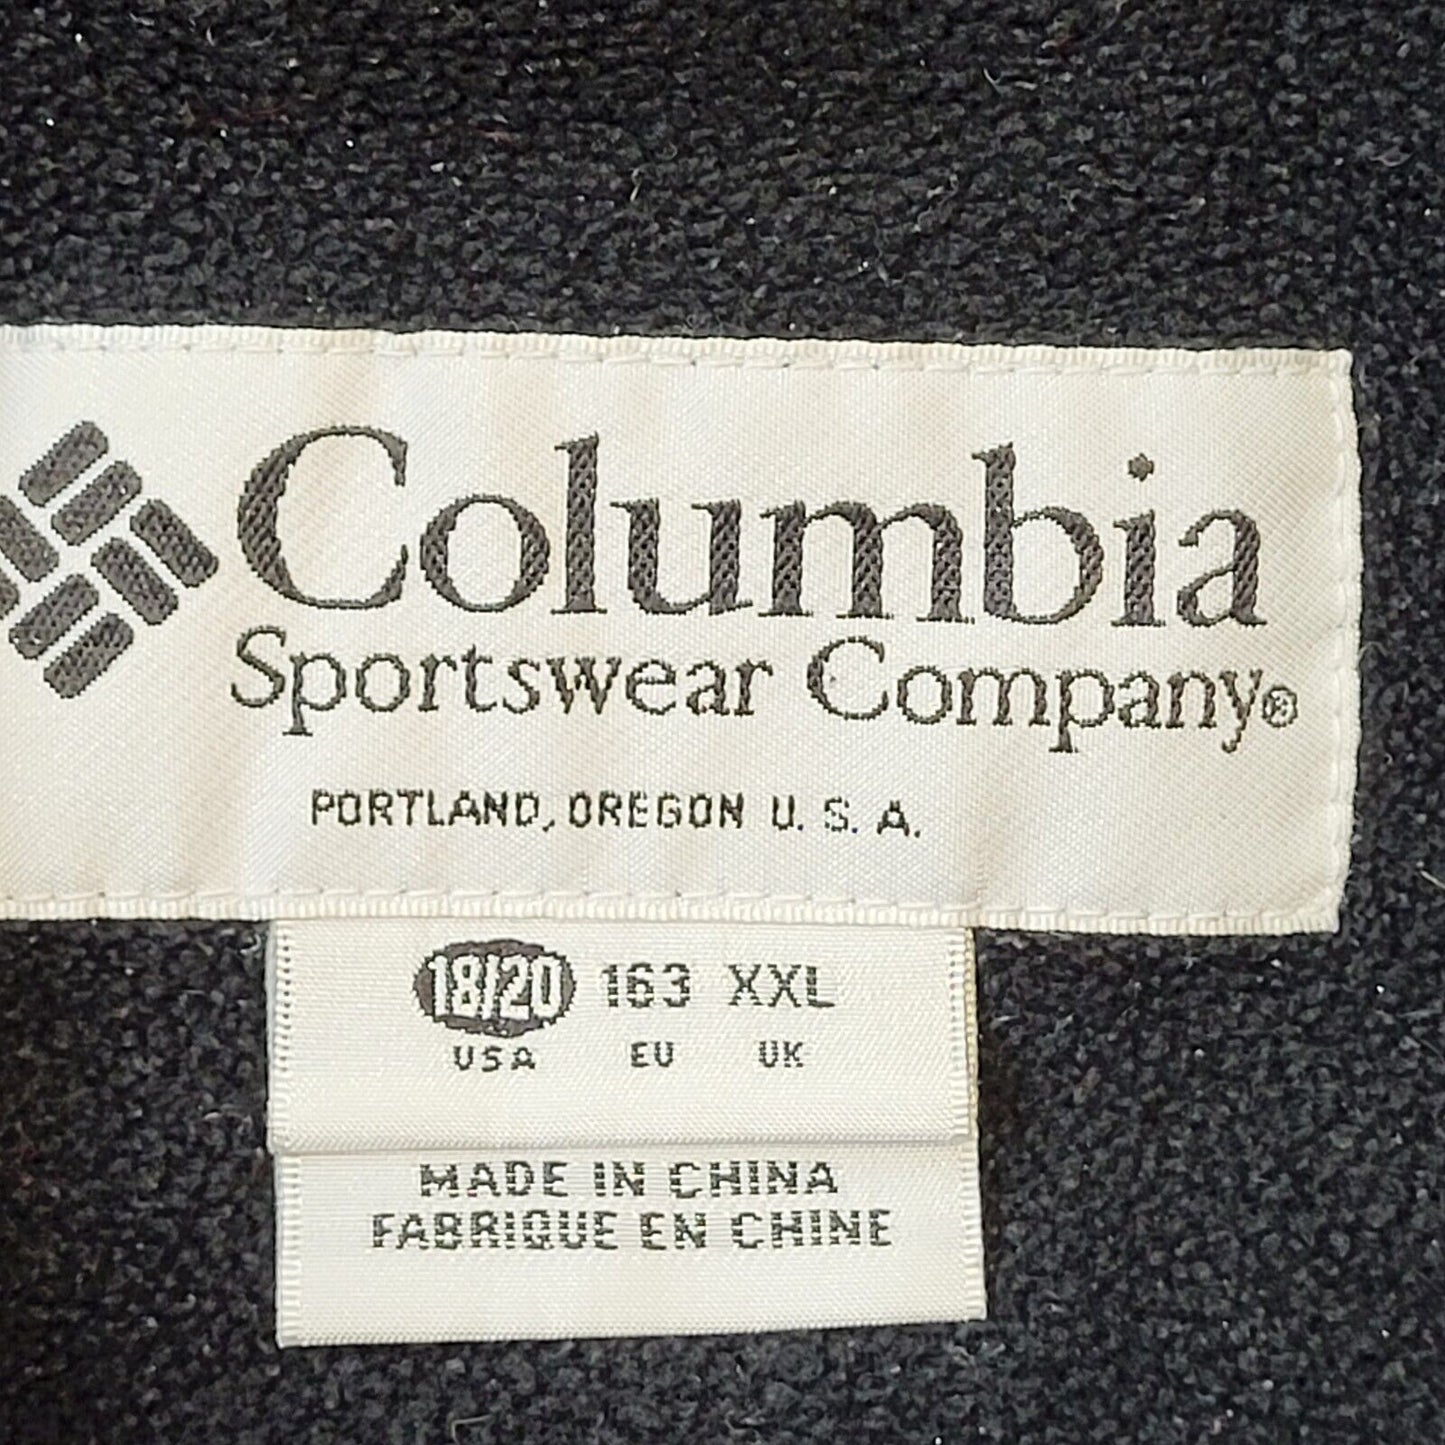 Columbia
Sportswear Company®
PORTLAND, OREGON U. S. A.
18/20 163 XXL
USA EU UK
MADE IN CHINA
FABRIQUE EN CHINE